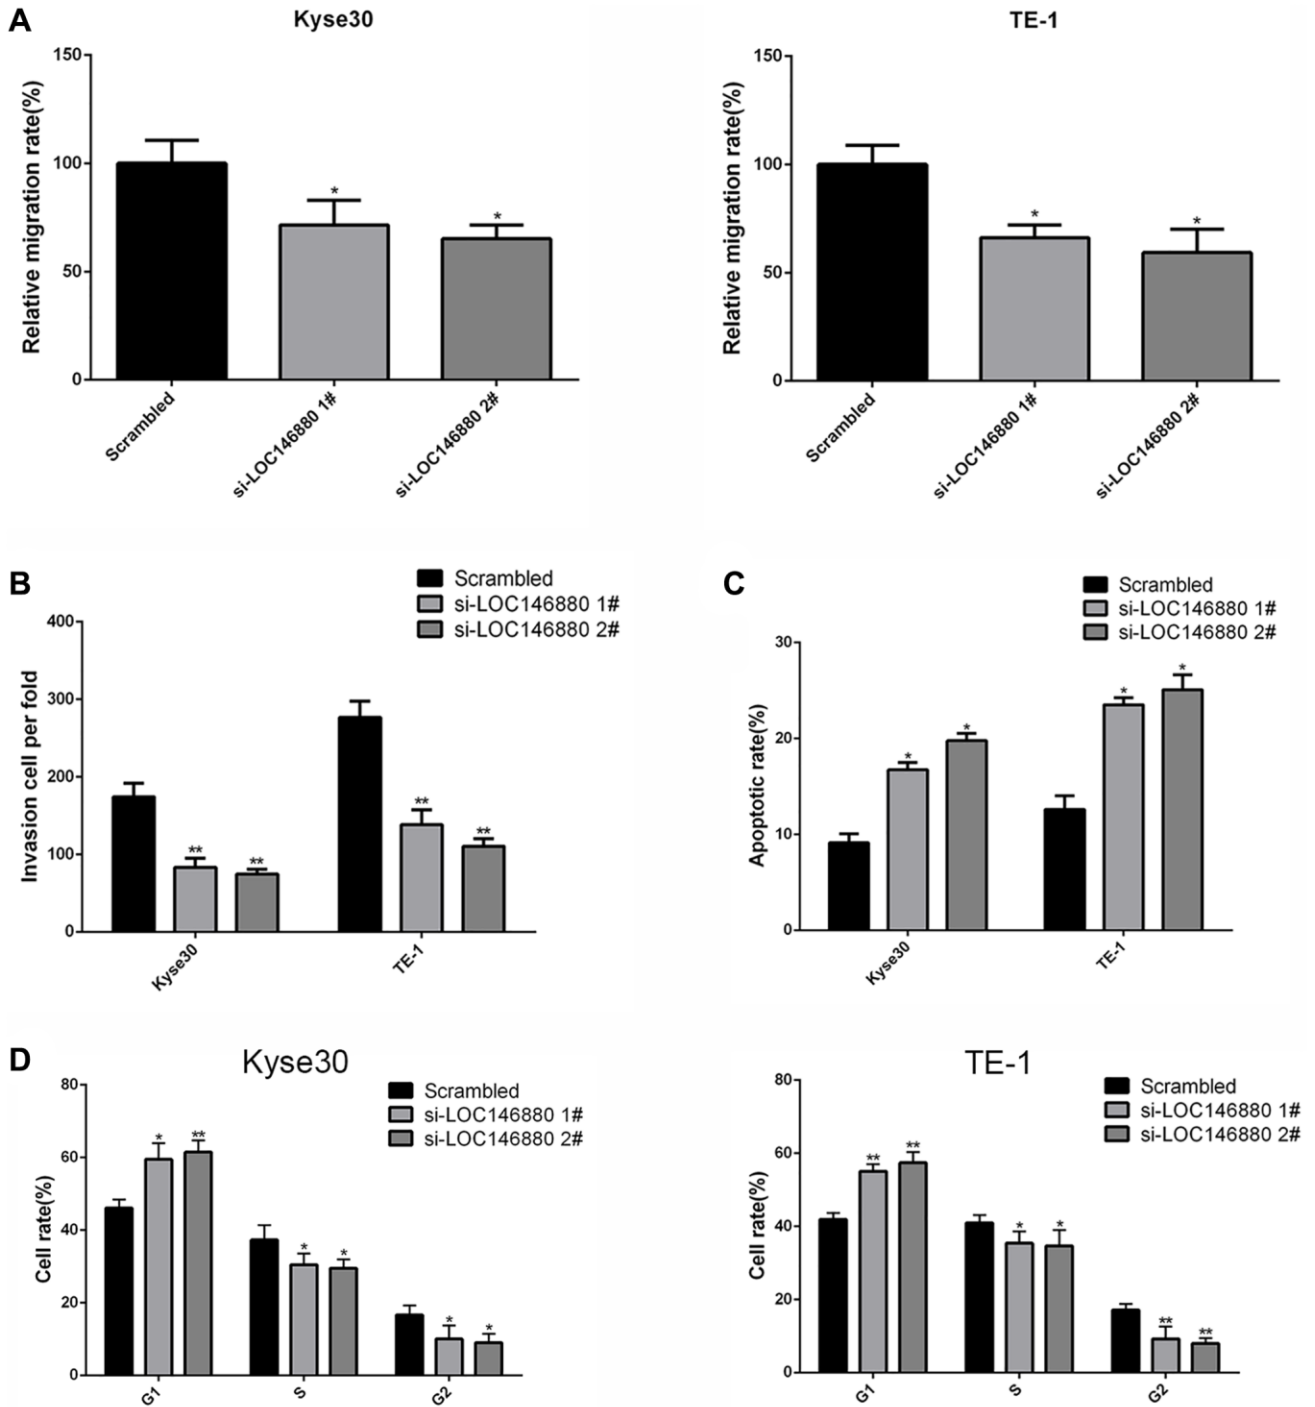 A
Kyse30
TE-1
Relative migration rate(%)
150
100
50
0
*
*
Scrambled
si-LOC146880 1#
si-LOC146880 2#
Relative migration rate(%)
150
100
50
0
*
*
Scrambled
si-LOC146880 1#
si-LOC146880 2#
B
Scrambled
si-LOC146880 1#
si-LOC146880 2#
Invasion cell per fold
400
300
200
100
0
**
**
**
**
Kyse30
TE-1
C
Scrambled
si-LOC146880 1#
si-LOC146880 2#
Apoptotic rate(%)
30
20
10
0
*
*
*
*
Kyse30
TE-1
D
Kyse30
Scrambled
si-LOC146880 1#
si-LOC146880 2#
Cell rate(%)
80
60
40
20
0
*
**
*
*
*
*
G1
S
G2
TE-1
Scrambled
si-LOC146880 1#
si-LOC146880 2#
Cell rate(%)
80
60
40
20
0
**
**
*
*
**
**
G1
S
G2